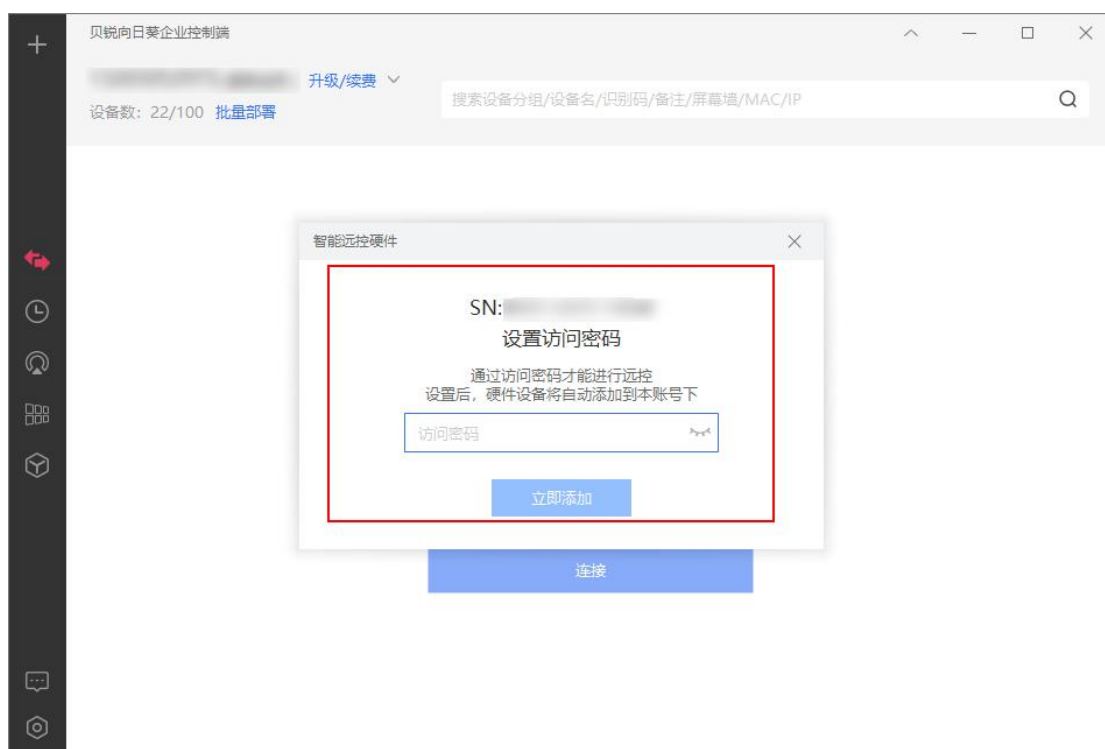 贝锐向日葵企业控制端
升级/续费
设备数：22/100 批量部署
搜索设备分组/设备名/识别码/备注/屏幕墙/MAC/IP
智能远控硬件
SN:
设置访问密码
通过访问密码才能进行远控
设置后，硬件设备将自动添加到本账号下
访问密码
立即添加
连接